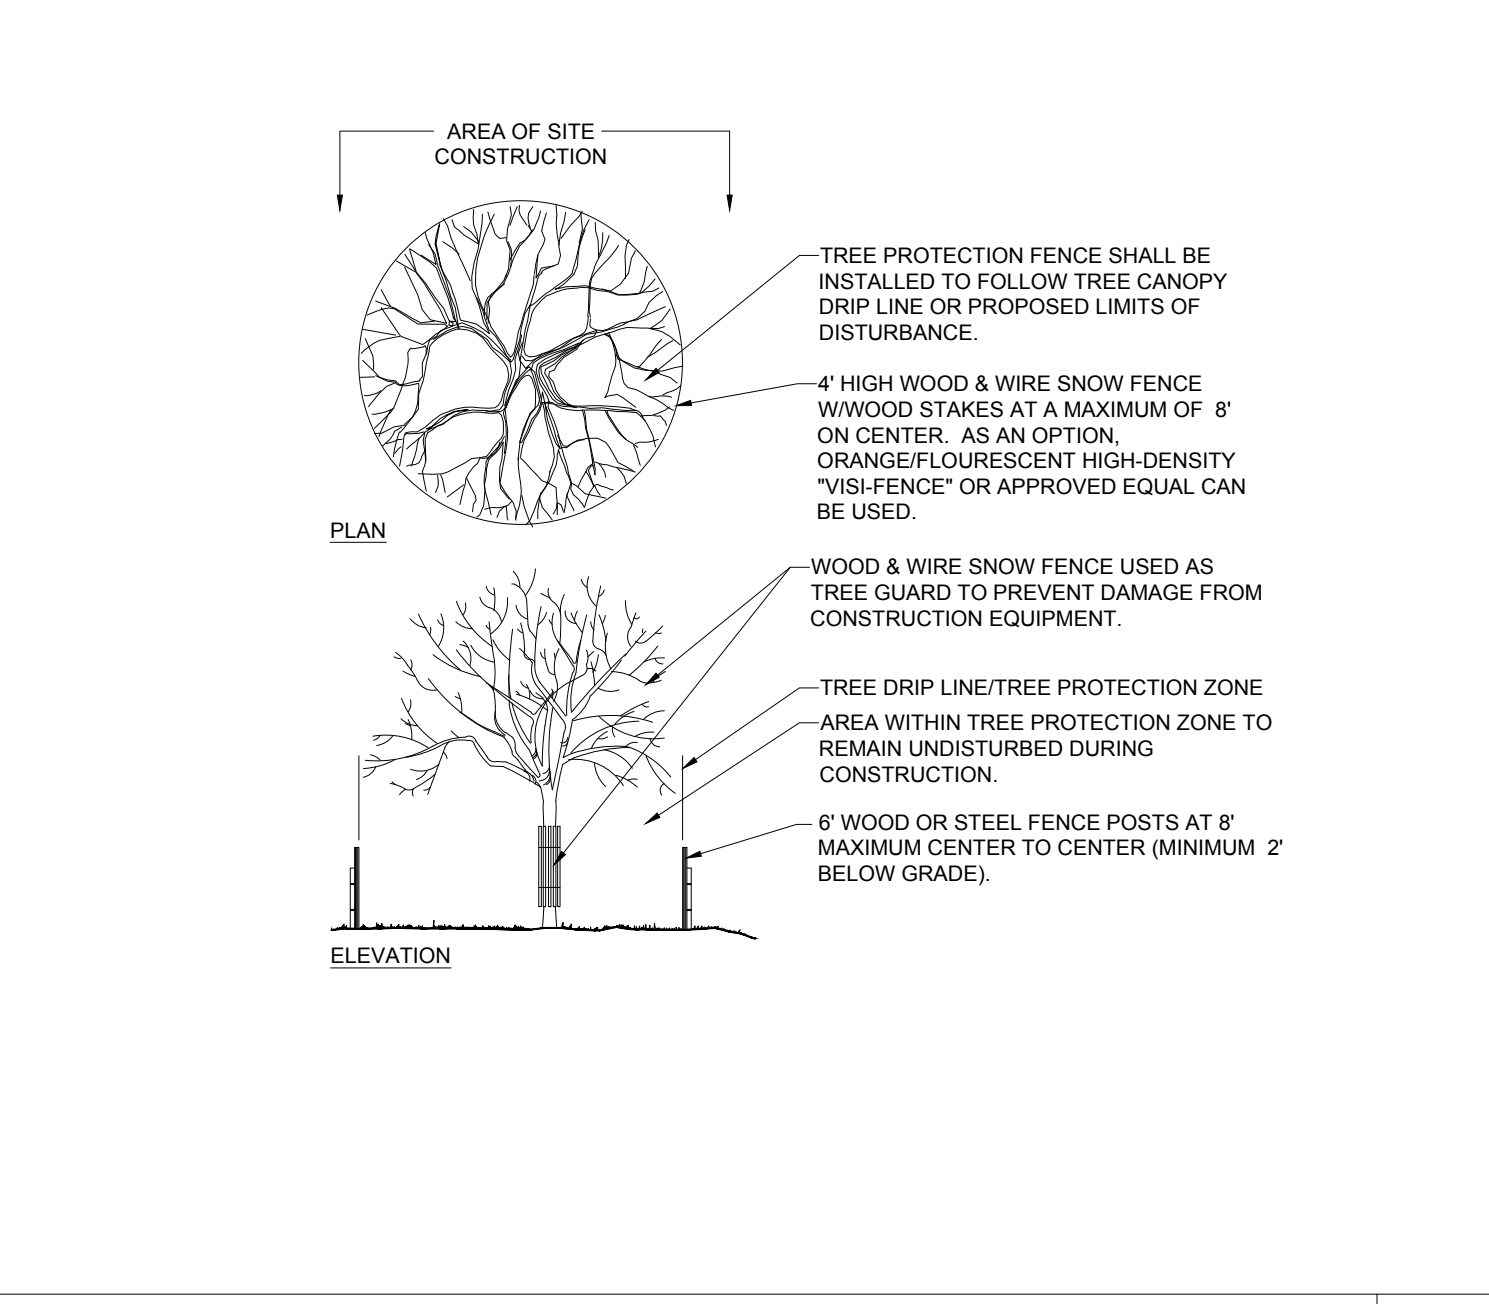 AREA OF SITE
CONSTRUCTION
TREE PROTECTION FENCE SHALL BE
INSTALLED TO FOLLOW TREE CANOPY
DRIP LINE OR PROPOSED LIMITS OF
DISTURBANCE.
4' HIGH WOOD & WIRE SNOW FENCE
W/WOOD STAKES AT A MAXIMUM OF 8'
ON CENTER. AS AN OPTION,
ORANGE/FLOURESCENT HIGH-DENSITY
"VISI-FENCE" OR APPROVED EQUAL CAN
BE USED.
PLAN
WOOD & WIRE SNOW FENCE USED AS
TREE GUARD TO PREVENT DAMAGE FROM
CONSTRUCTION EQUIPMENT.
TREE DRIP LINE/TREE PROTECTION ZONE
AREA WITHIN TREE PROTECTION ZONE TO
REMAIN UNDISTURBED DURING
CONSTRUCTION.
6' WOOD OR STEEL FENCE POSTS AT 8'
MAXIMUM CENTER TO CENTER (MINIMUM 2'
BELOW GRADE).
ELEVATION